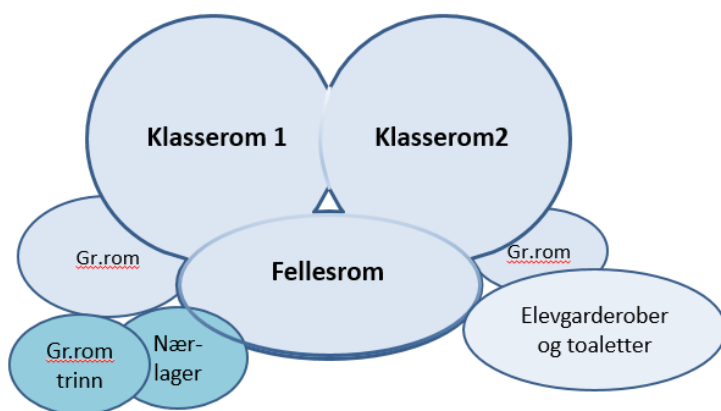 Klasserom 1
Klasserom2
Gr.rom
Fellesrom
Gr.rom
Gr.rom
trinn
Nær-
lager
Elevgarderober
og toaletter